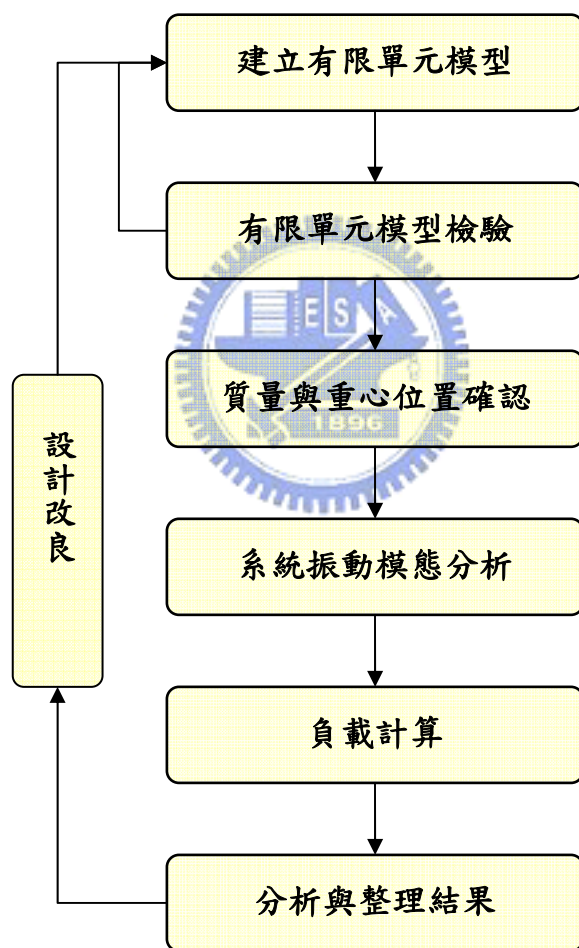 建立有限單元模型
有限單元模型檢驗
ESA
質量與重心位置確認
1896
設計改良
系統振動模態分析
負載計算
分析與整理結果